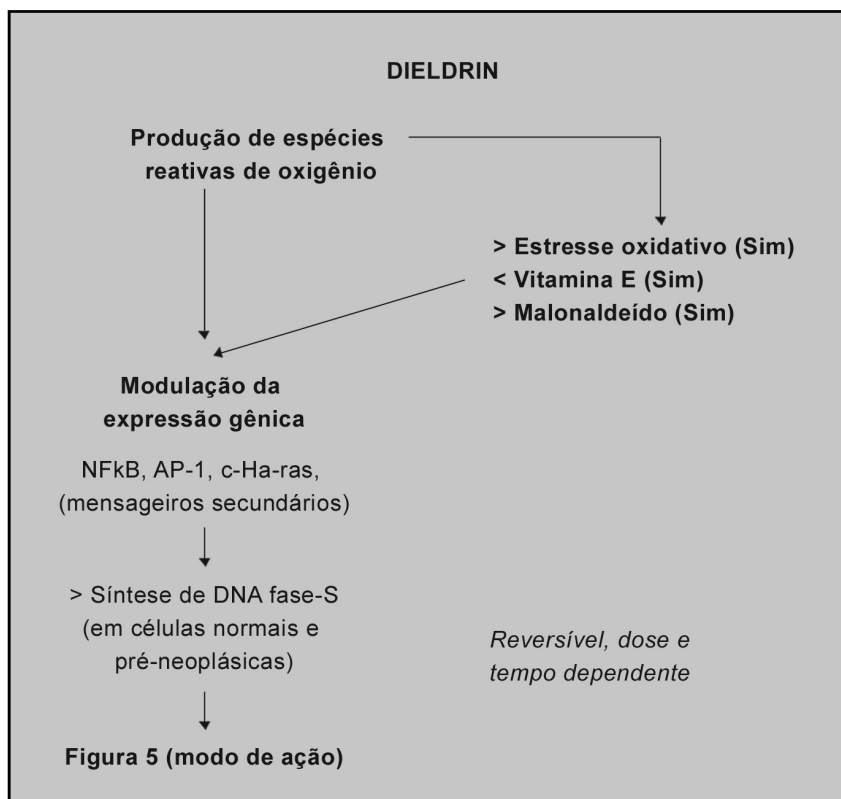 DIELDRIN
Produção de espécies
reativas de oxigênio
> Estresse oxidativo (Sim)
< Vitamina E (Sim)
> Malonaldeído (Sim)
Modulação da
expressão gênica
NFkB, AP-1, c-Ha-ras,
(mensageiros secundários)
> Síntese de DNA fase-S
(em células normais e
pré-neoplásicas)
Reversível, dose e
tempo dependente
Figura 5 (modo de ação)